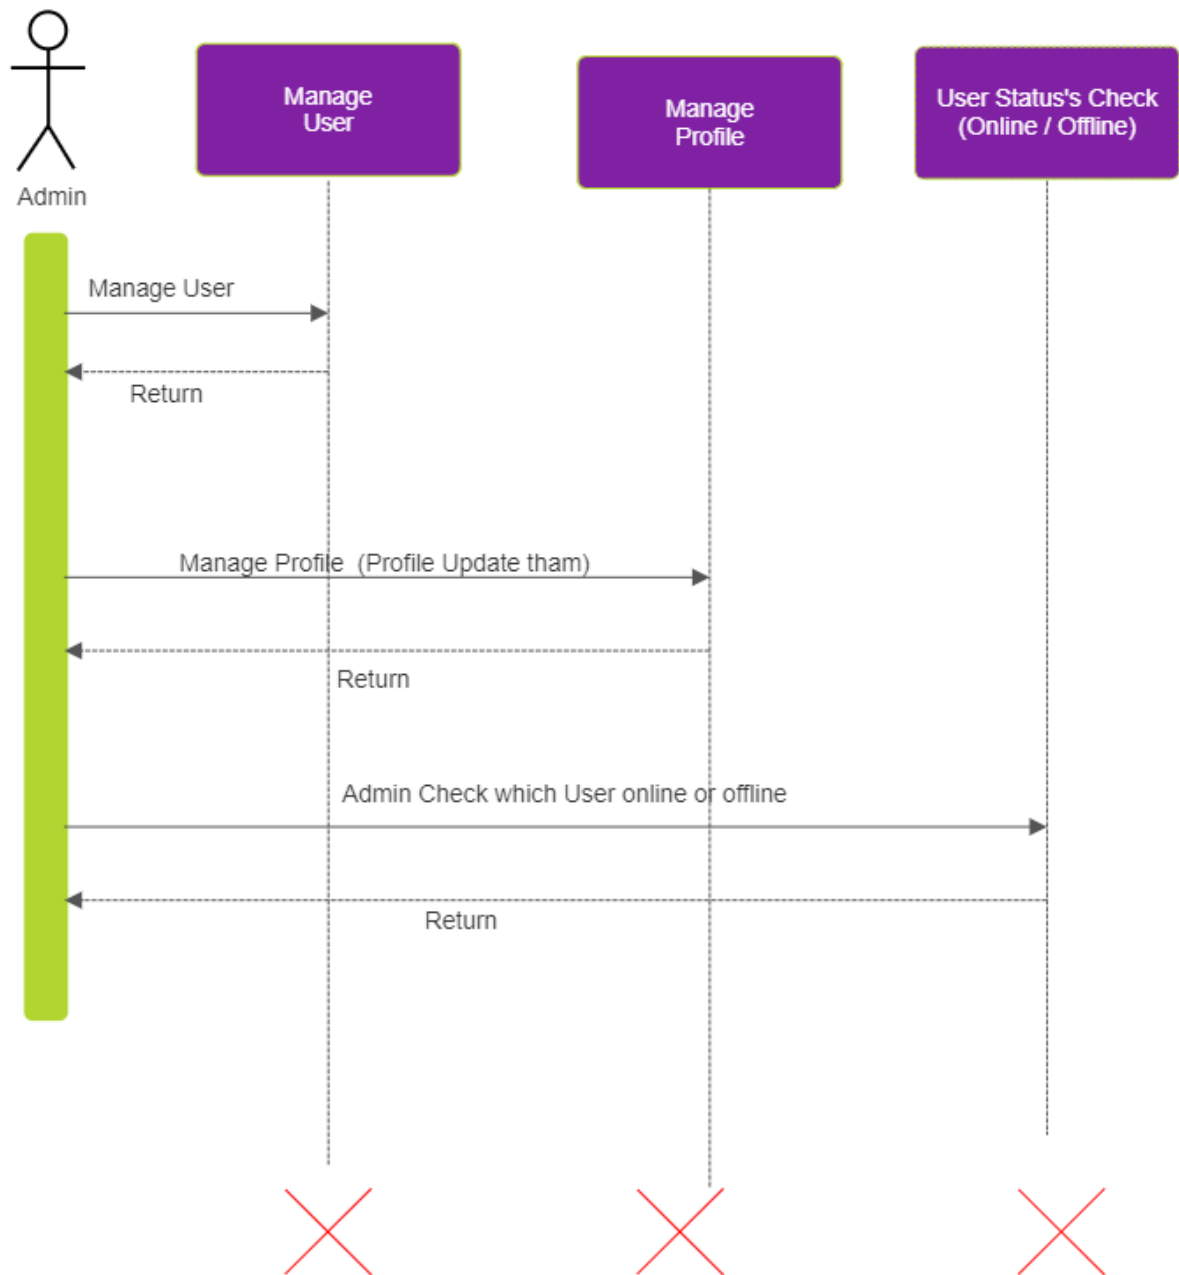 Manage
User
Manage
Profile
User Status's Check
(Online / Offline)
Admin
Manage User
Return
Manage Profile  (Profile Update tham)
Return
Admin Check which User online or offline
Return